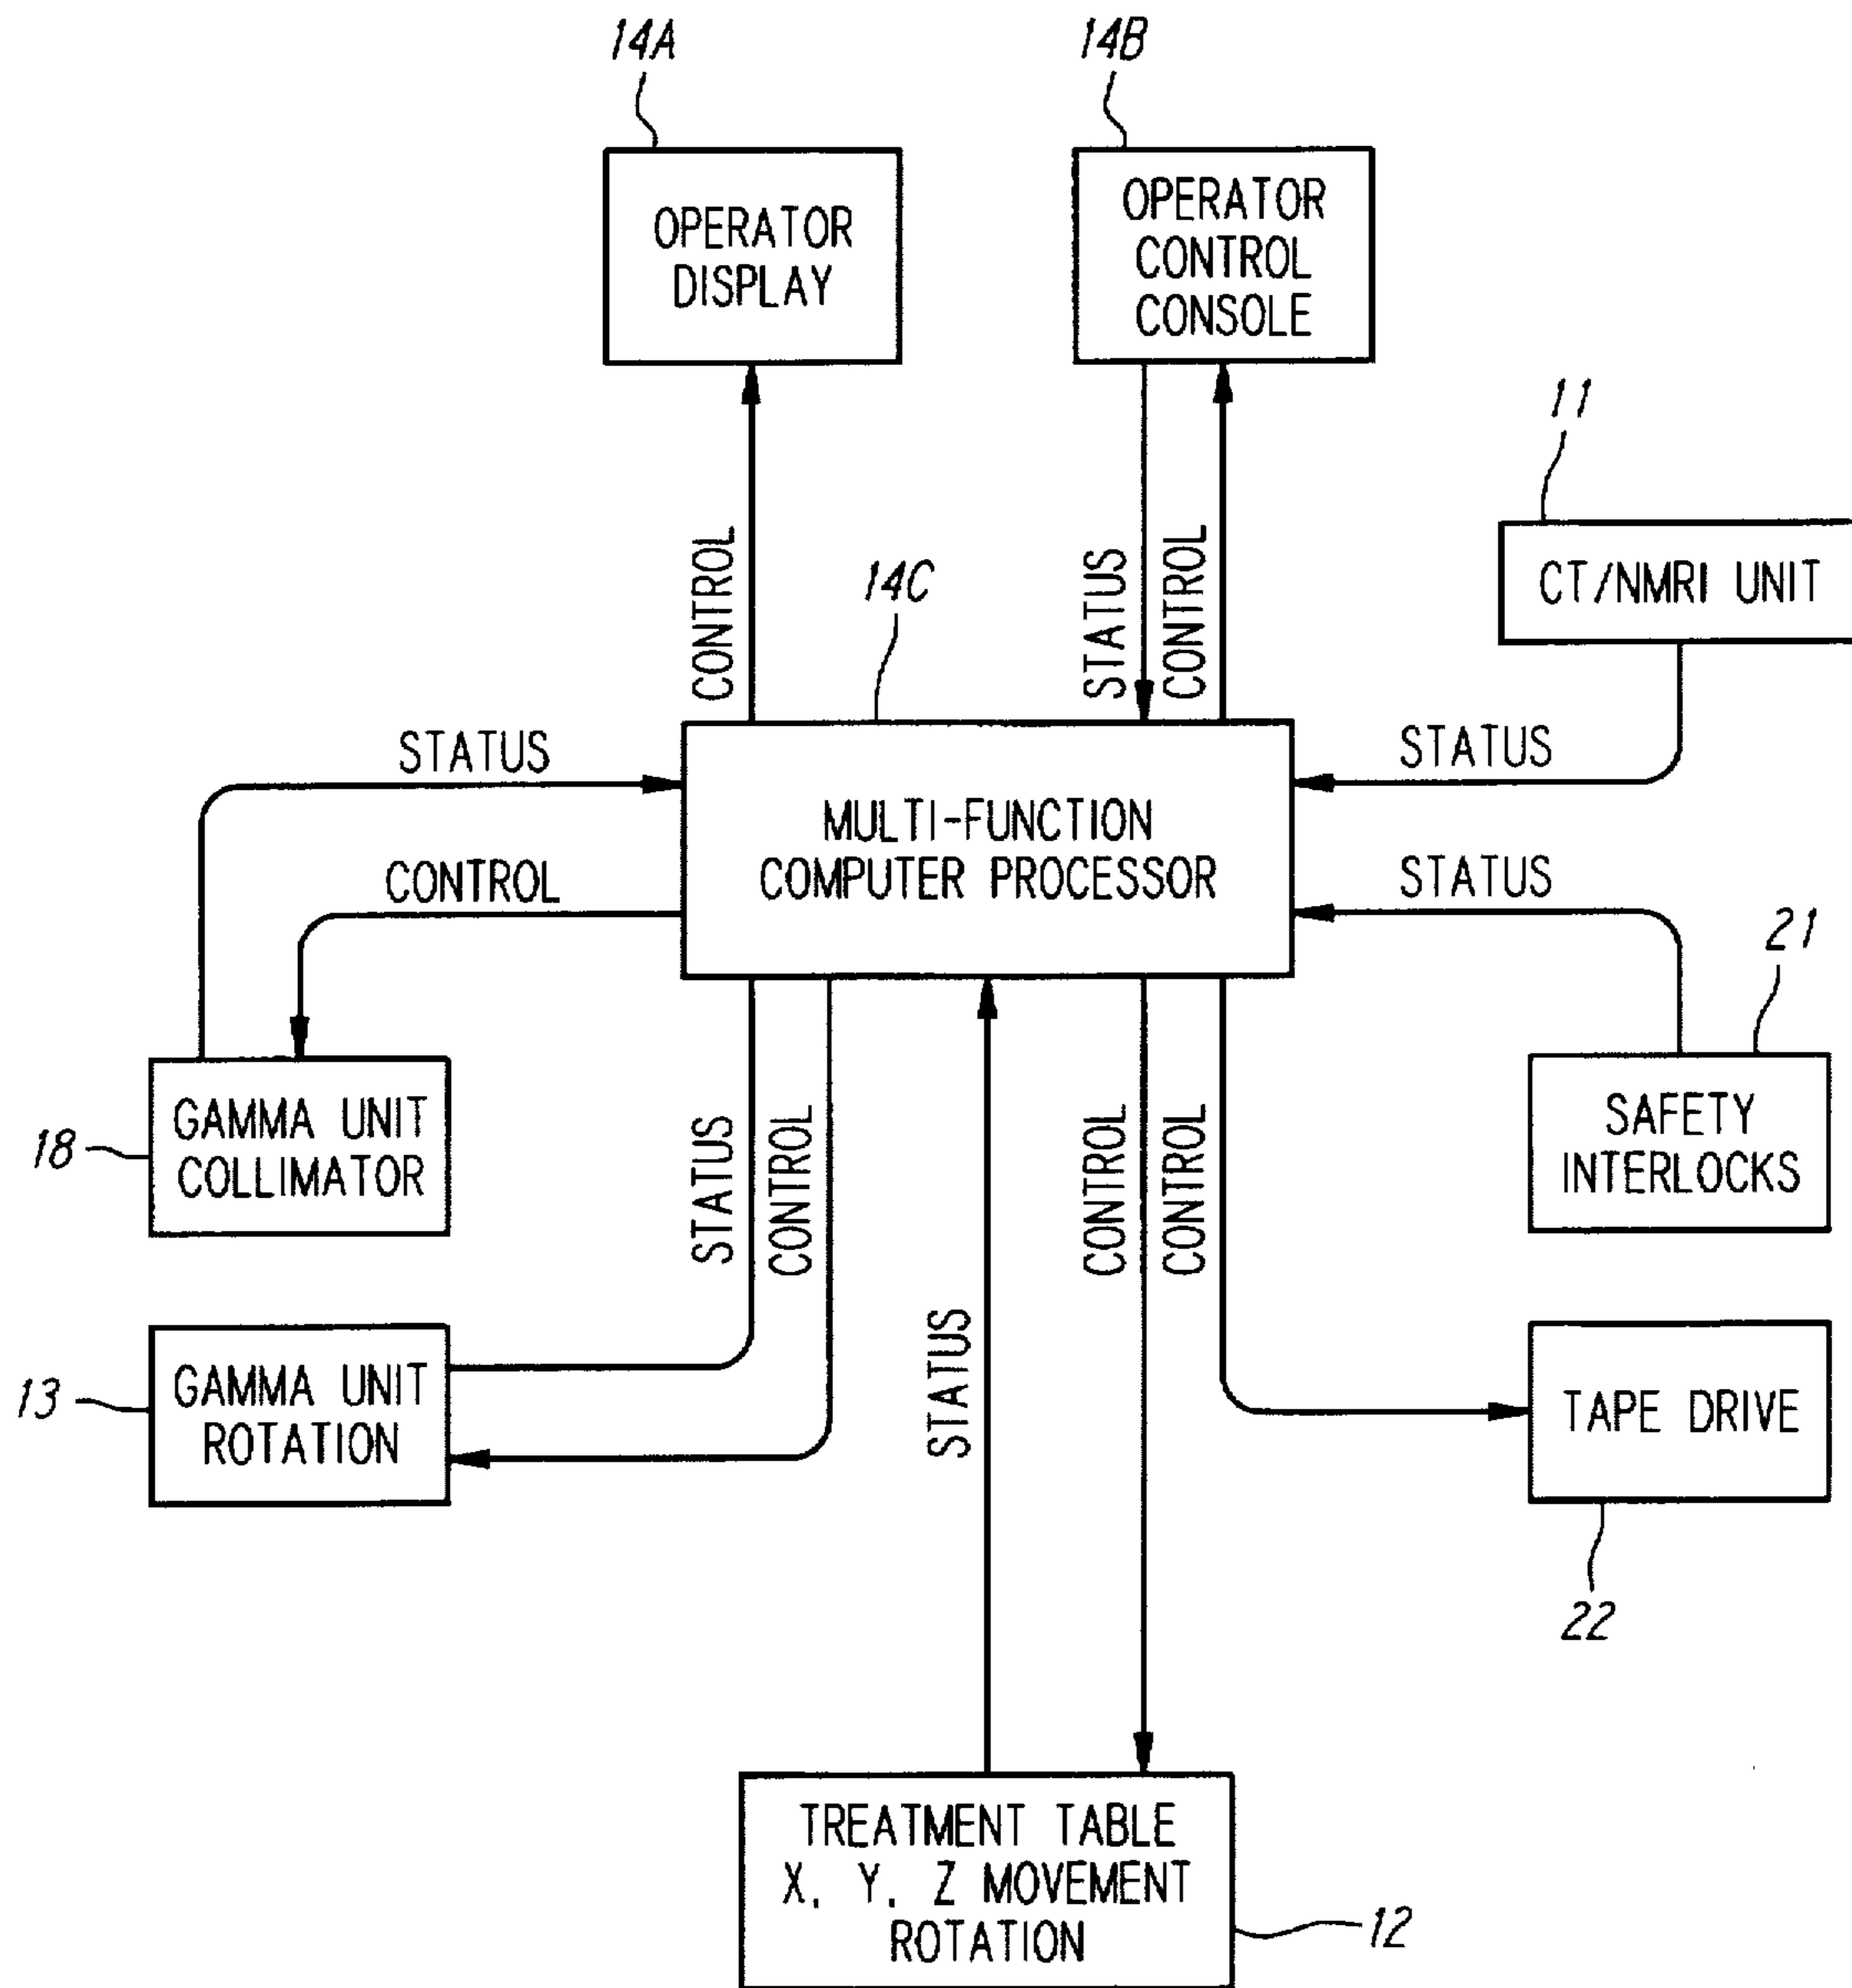 14A
14B
OPERATOR
DISPLAY
OPERATOR
CONTROL
CONSOLE
11
CT/NMRI UNIT
CONTROL
STATUS
CONTROL
14C
STATUS
STATUS
MULTI-FUNCTION
COMPUTER PROCESSOR
CONTROL
STATUS
21
GAMMA UNIT
COLLIMATOR
18
SAFETY
INTERLOCKS
STATUS
CONTROL
CONTROL
CONTROL
STATUS
GAMMA UNIT
ROTATION
13
TAPE DRIVE
22
TREATMENT TABLE
X, Y, Z MOVEMENT
ROTATION
12